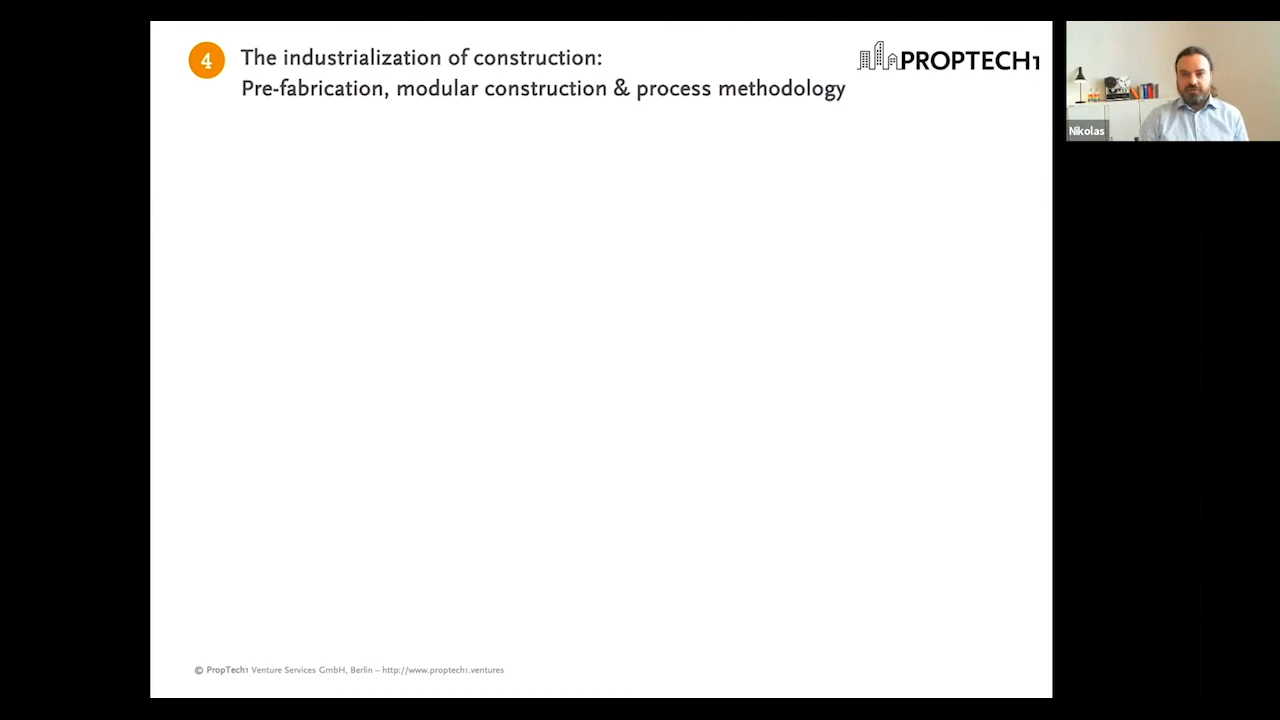 4
The industrialization of construction:
Pre-fabrication, modular construction & process methodology
PROPTECH1
Nikolas
© PropTech1 Venture Services GmbH, Berlin – http://www.proptech1.ventures